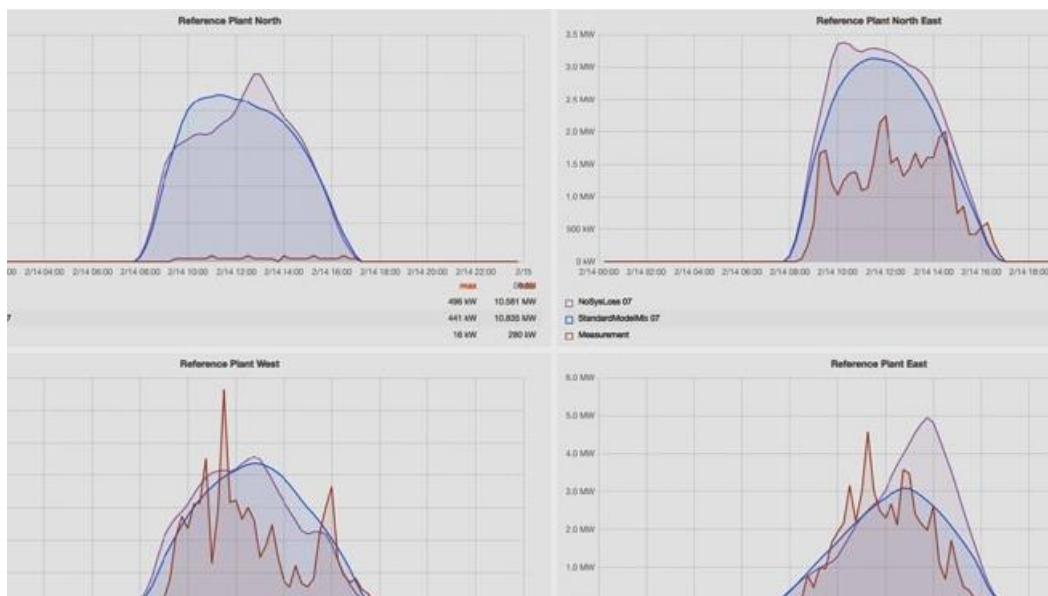 Reference Plant North
2/14 04:00 2/14 06:00 2/14 08:00 2/14 10:00 2/14 12:00 2/14 14:00 2/14 16:00 2/14 18:00 2/14 20:00 2/14 22:00 2/15
max
496 kW 10.581 MW
441 kW 10.835 MW
16 kW 280 kW
Reference Plant North East
3.5 MW
3.0 MW
2.5 MW
2.0 MW
1.5 MW
1.0 MW
500 kW
0 kW
2/14 00:00 2/14 02:00 2/14 04:00 2/14 06:00 2/14 08:00 2/14 10:00 2/14 12:00 2/14 14:00 2/14 16:00 2/14 18:00
NoSysLoss 07
StandardModelMix 07
Measurement
Reference Plant West
Reference Plant East
6.0 MW
5.0 MW
4.0 MW
3.0 MW
2.0 MW
1.0 MW